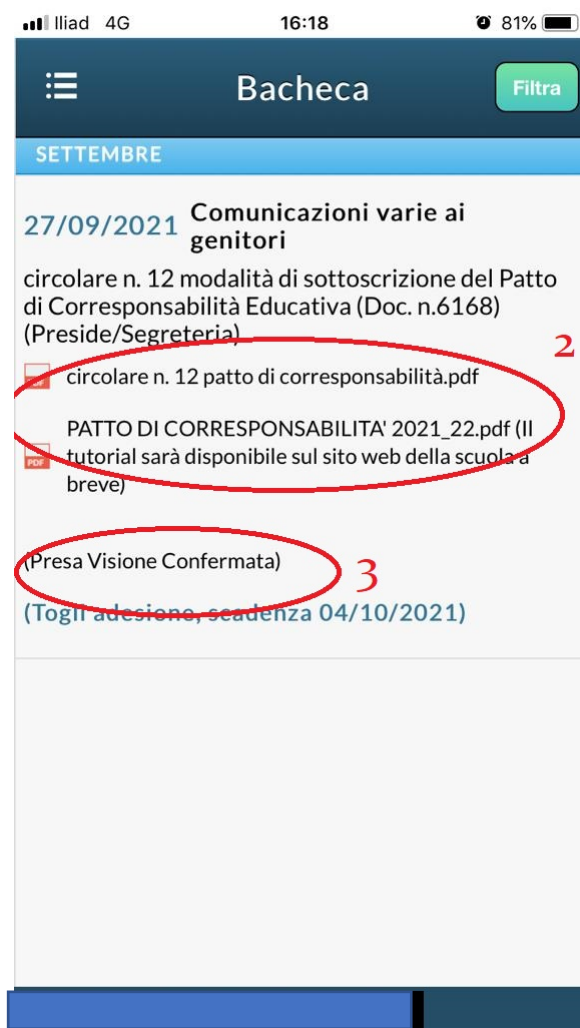 Iliad 4G 16:18 81%
Bacheca
Filtra
SETTEMBRE
27/09/2021 Comunicazioni varie ai
genitori
circolare n. 12 modalità di sottoscrizione del Patto
di Corresponsabilità Educativa (Doc. n.6168)
(Preside/Segreteria)
2
circolare n. 12 patto di corresponsabilità.pdf
PATTO DI CORRESPONSABILITA' 2021_22.pdf (Il
PDF tutorial sarà disponibile sul sito web della scuola a
breve)
(Presa Visione Confermata)
3
(Togli adesione, scadenza 04/10/2021)